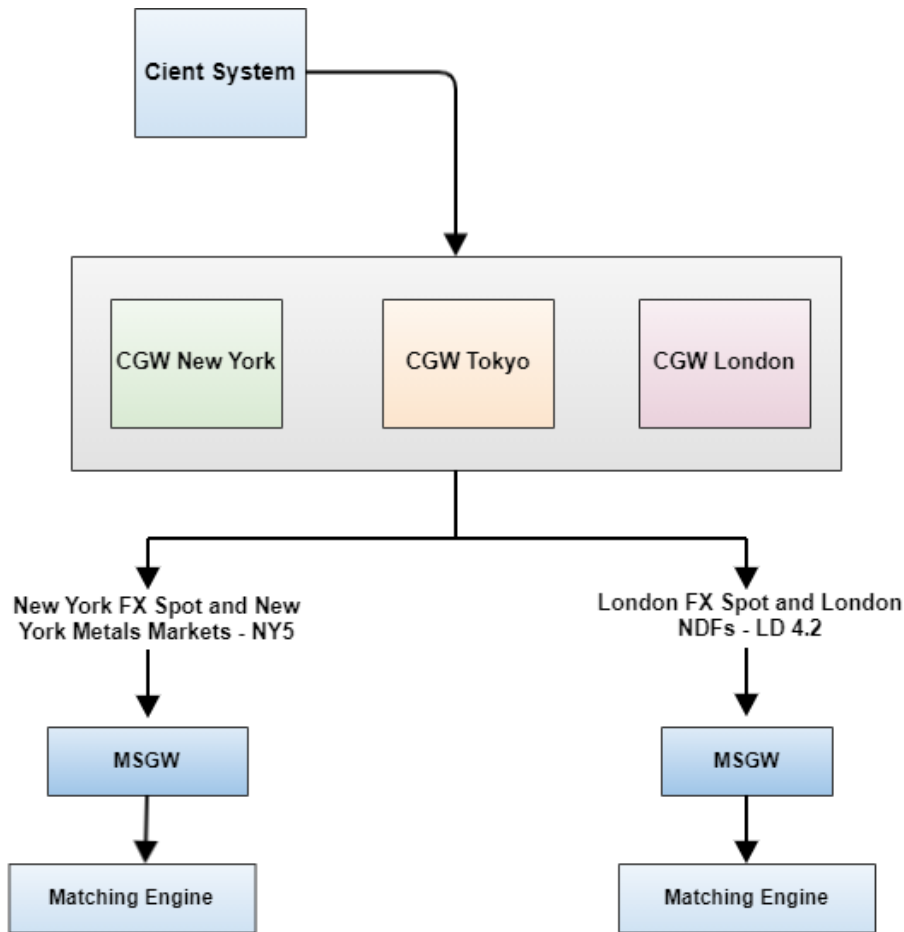 Cient System
CGW New York
CGW Tokyo
CGW London
New York FX Spot and New
York Metals Markets - NY5
London FX Spot and London
NDFs - LD 4.2
MSGW
MSGW
Matching Engine
Matching Engine